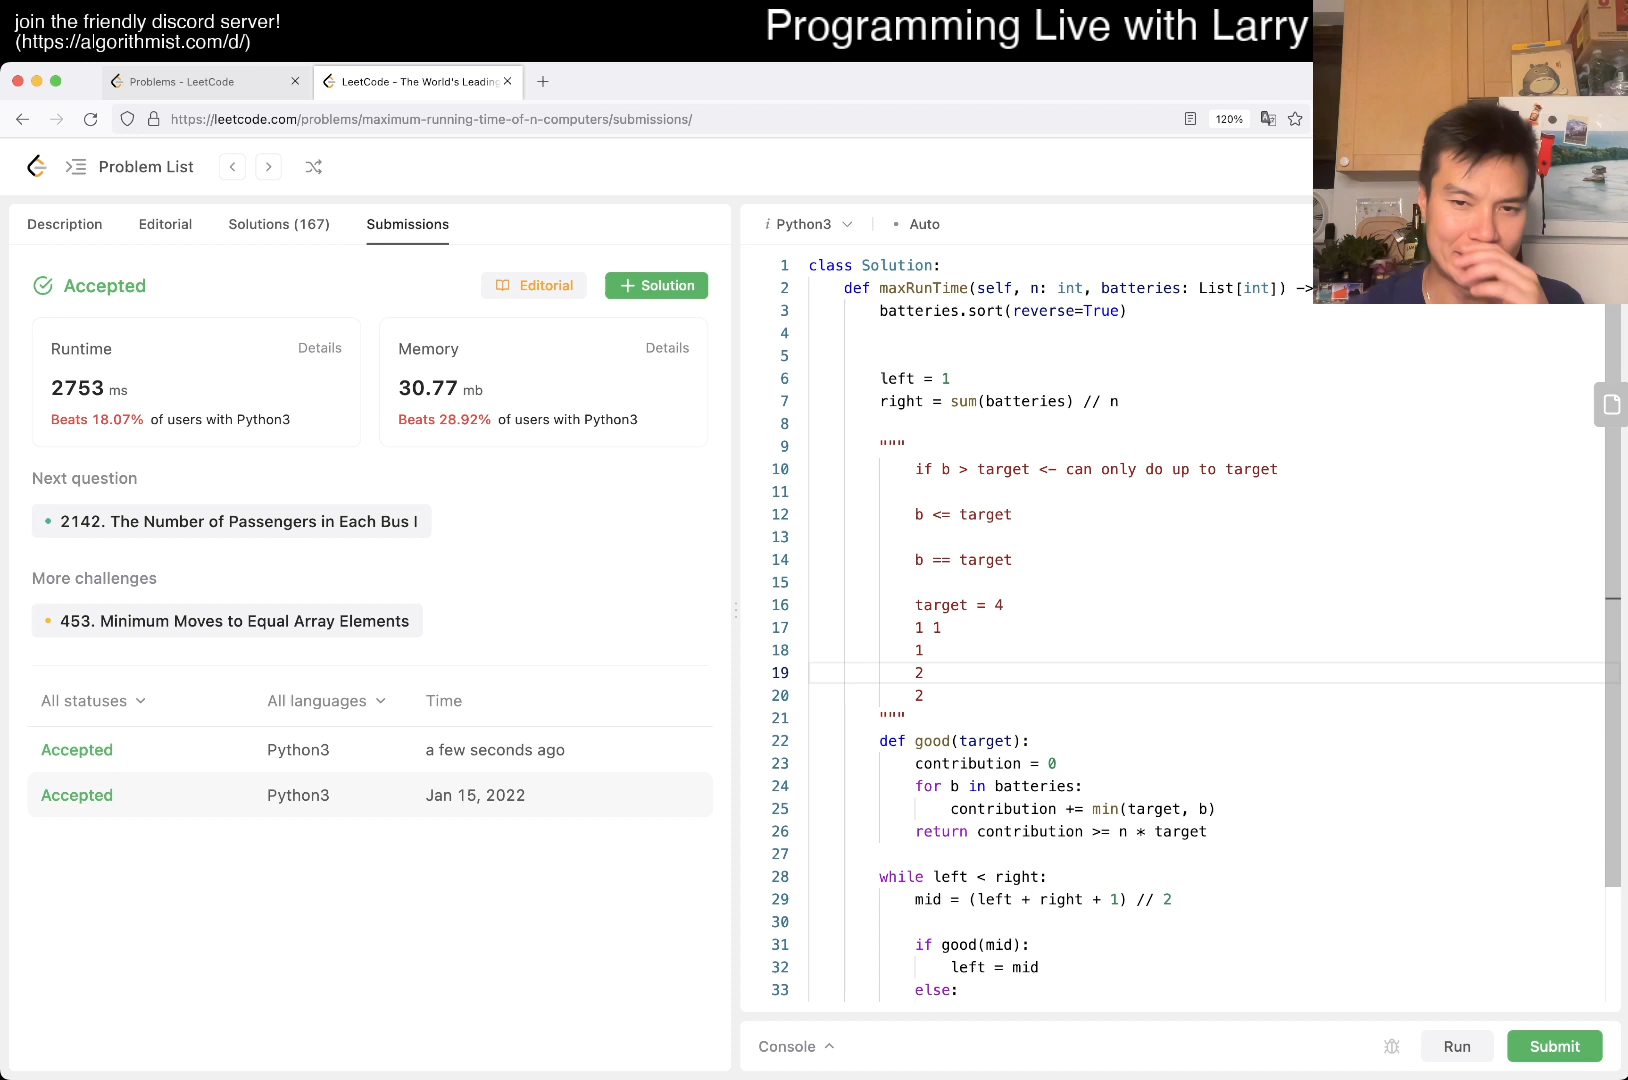 join the friendly discord server!
(https://algorithmist.com/d/)
Programming Live with Larry
Problems - LeetCode
LeetCode - The World's Leading
https://leetcode.com/problems/maximum-running-time-of-n-computers/submissions/
120%
Problem List
Description
Editorial
Solutions (167)
Submissions
Accepted
Editorial
+ Solution
Runtime
Details
2753 ms
Beats 18.07% of users with Python3
Memory
Details
30.77 mb
Beats 28.92% of users with Python3
Next question
2142. The Number of Passengers in Each Bus I
More challenges
453. Minimum Moves to Equal Array Elements
All statuses
All languages
Time
Accepted
Python3
a few seconds ago
Accepted
Python3
Jan 15, 2022
i Python3
Auto
1 class Solution:
2 def maxRunTime(self, n: int, batteries: List[int]) ->
3 batteries.sort(reverse=True)
4
5
6 left = 1
7 right = sum(batteries) // n
8
9 """
10 if b > target <- can only do up to target
11
12 b <= target
13
14 b == target
15
16 target = 4
17 1 1
18 1
19 2
20 2
21 """
22 def good(target):
23 contribution = 0
24 for b in batteries:
25 contribution += min(target, b)
26 return contribution >= n * target
27
28 while left < right:
29 mid = (left + right + 1) // 2
30
31 if good(mid):
32 left = mid
33 else:
Console
Run
Submit